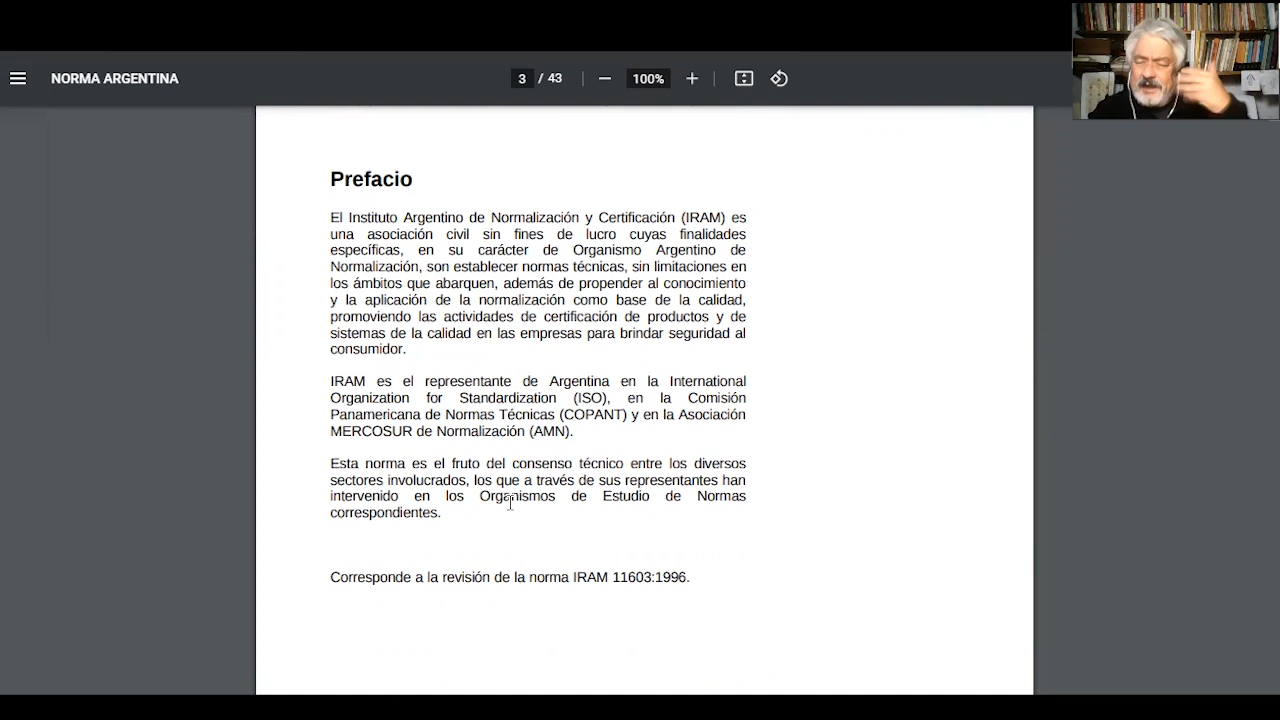 NORMA ARGENTINA
3 / 43
100%
Prefacio
El Instituto Argentino de Normalización y Certificación (IRAM) es
una asociación civil sin fines de lucro cuyas finalidades
específicas, en su carácter de Organismo Argentino de
Normalización, son establecer normas técnicas, sin limitaciones en
los ámbitos que abarquen, además de propender al conocimiento
y la aplicación de la normalización como base de la calidad,
promoviendo las actividades de certificación de productos y de
sistemas de la calidad en las empresas para brindar seguridad al
consumidor.
IRAM es el representante de Argentina en la International
Organization for Standardization (ISO), en la Comisión
Panamericana de Normas Técnicas (COPANT) y en la Asociación
MERCOSUR de Normalización (AMN).
Esta norma es el fruto del consenso técnico entre los diversos
sectores involucrados, los que a través de sus representantes han
intervenido en los Organismos de Estudio de Normas
correspondientes.
Corresponde a la revisión de la norma IRAM 11603:1996.